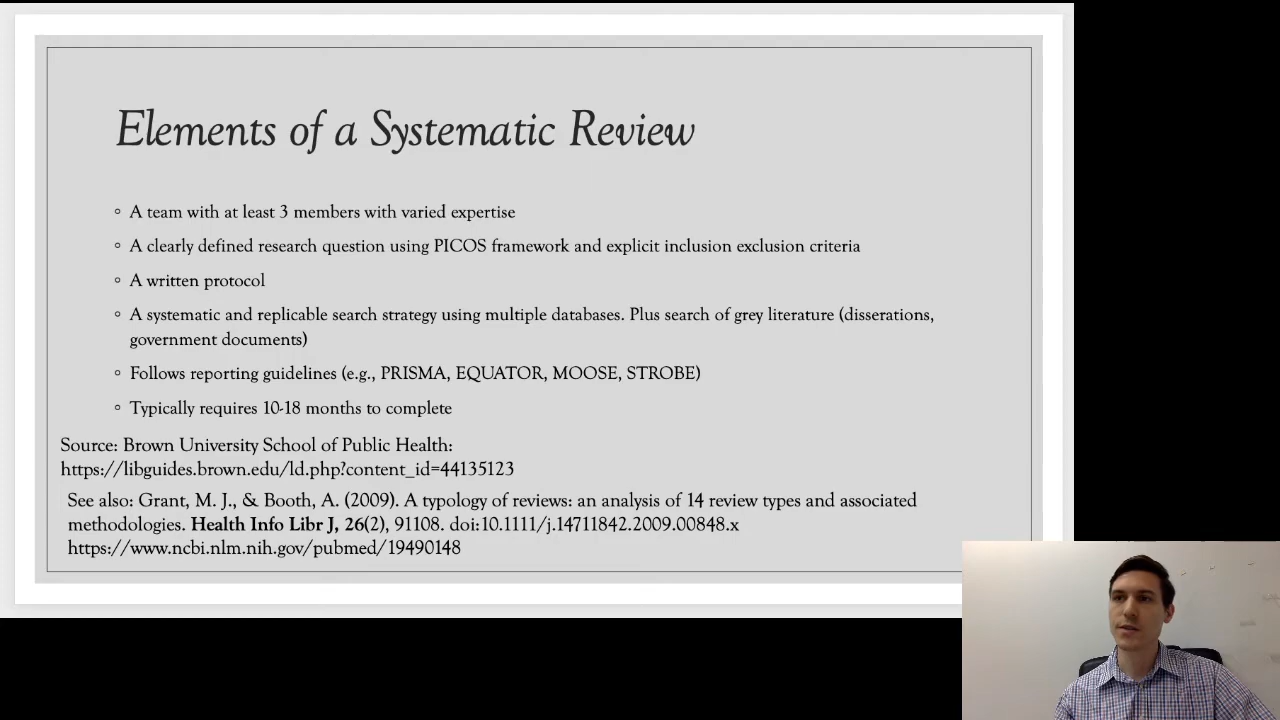 Elements of a Systematic Review
◦ A team with at least 3 members with varied expertise
◦ A clearly defined research question using PICOS framework and explicit inclusion exclusion criteria
◦ A written protocol
◦ A systematic and replicable search strategy using multiple databases. Plus search of grey literature (disserations,
government documents)
◦ Follows reporting guidelines (e.g., PRISMA, EQUATOR, MOOSE, STROBE)
◦ Typically requires 10-18 months to complete
Source: Brown University School of Public Health:
https://libguides.brown.edu/ld.php?content_id=44135123
See also: Grant, M. J., & Booth, A. (2009). A typology of reviews: an analysis of 14 review types and associated
methodologies. Health Info Libr J, 26(2), 91108. doi:10.1111/j.14711842.2009.00848.x
https://www.ncbi.nlm.nih.gov/pubmed/19490148